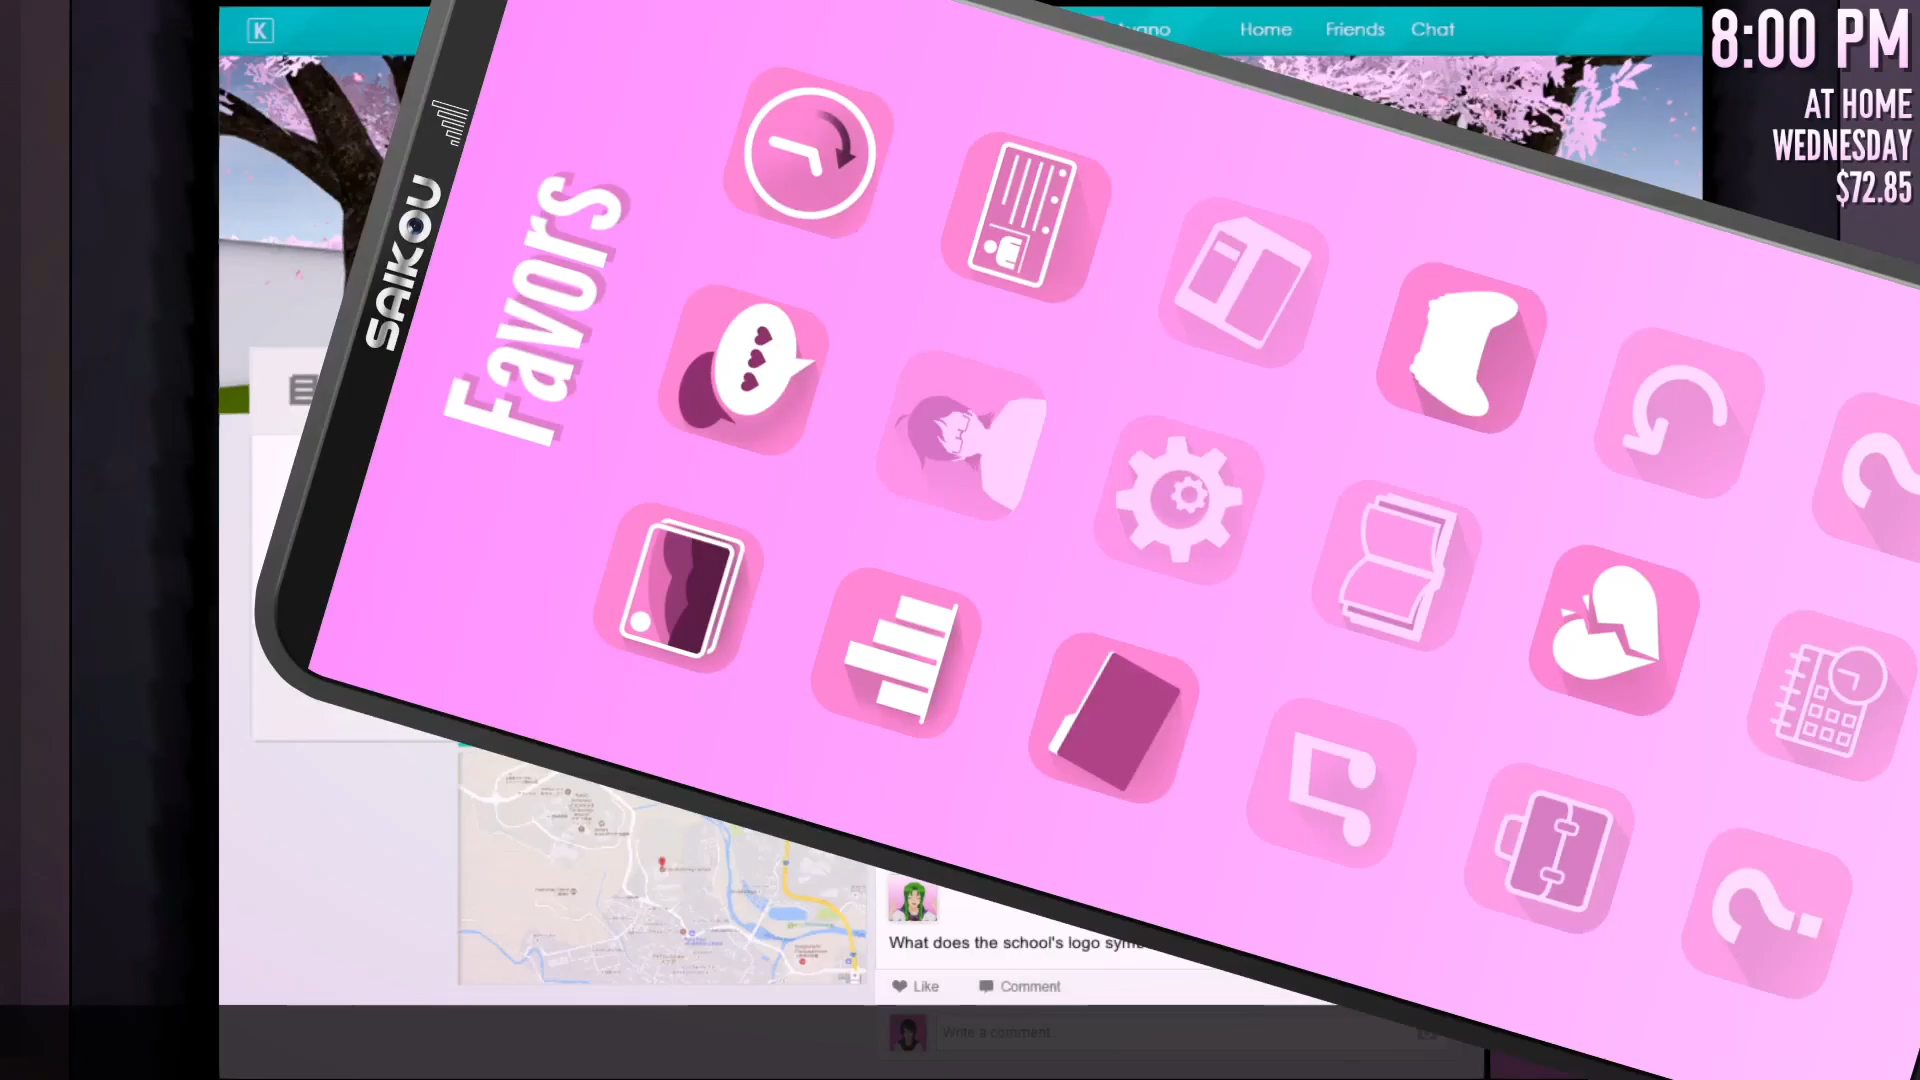 K
Home Friends Chat
8:00 PM
AT HOME
WEDNESDAY
$72.85
SAIKOU
Favors
What does the school's logo
Like
Comment
Write a comment...